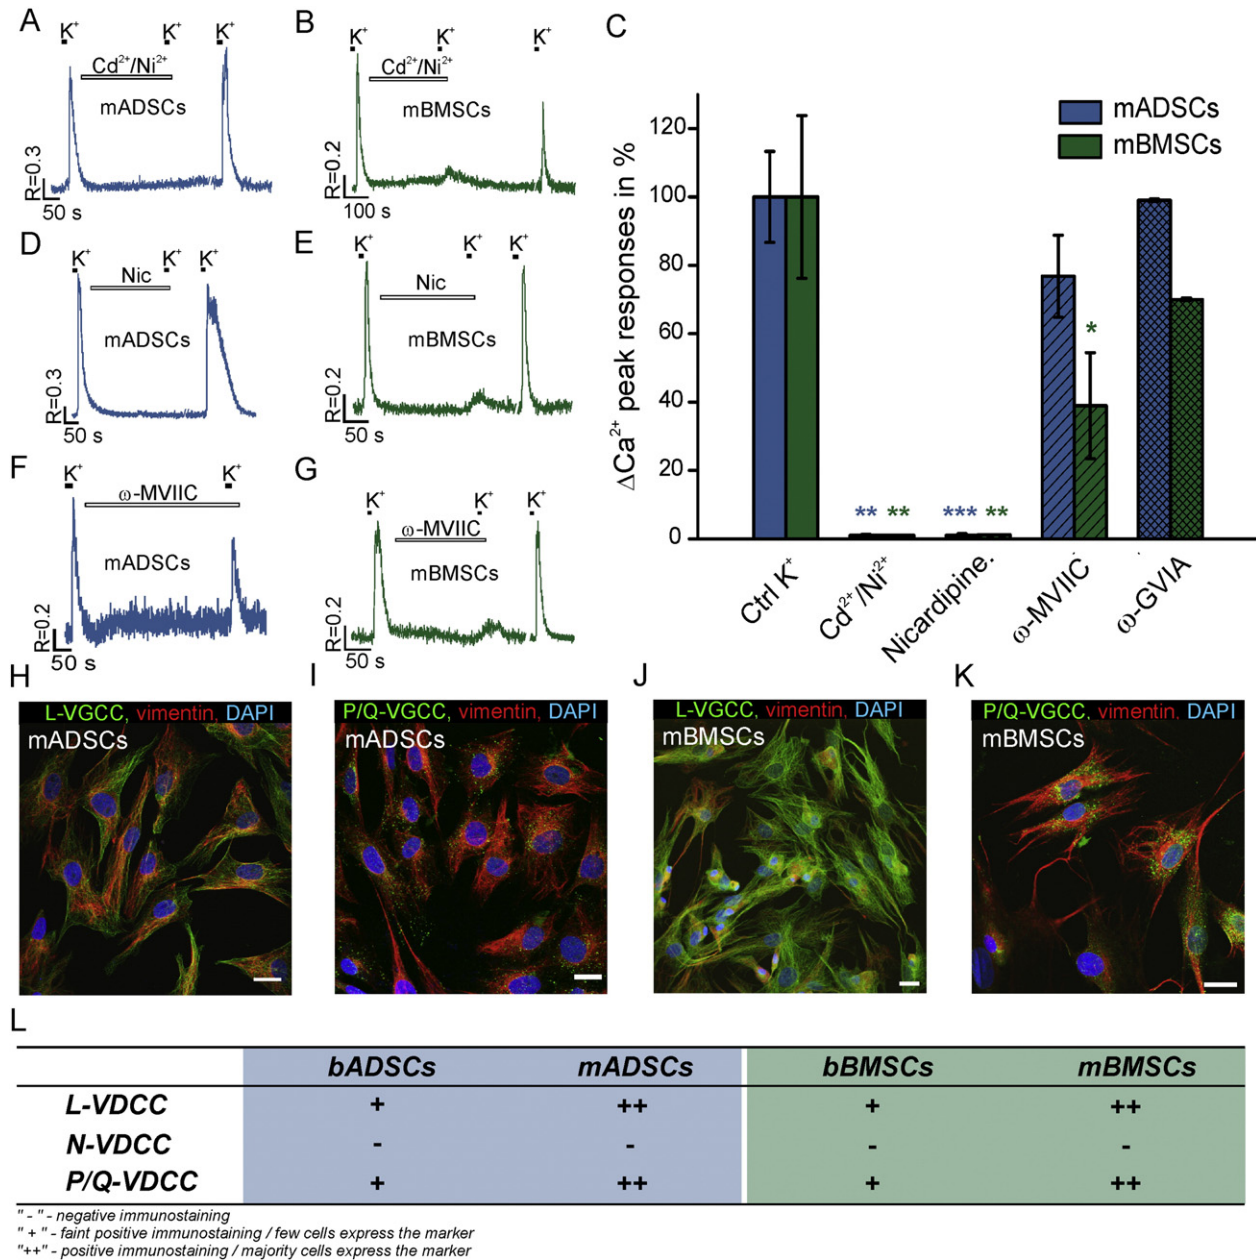 A
K⁺ K⁺ K⁺
Cd²⁺/Ni²⁺
mADSCs
R=0.3
50 s
B
K⁺ K⁺ K⁺
Cd²⁺/Ni²⁺
mBMSCs
R=0.2
100 s
C
mADSCs
mBMSCs
ΔCa²⁺ peak responses in %
120
100
80
60
40
20
0
** ** *** ** *
Ctrl K⁺
Cd²⁺/Ni²⁺
Nicardipine.
ω-MVIIC
ω-GVIA
D
K⁺ K⁺ K⁺
Nic
mADSCs
R=0.3
50 s
E
K⁺ K⁺ K⁺
Nic
mBMSCs
R=0.2
50 s
F
K⁺ K⁺
ω-MVIIC
mADSCs
R=0.2
50 s
G
K⁺ K⁺ K⁺
ω-MVIIC
mBMSCs
R=0.2
50 s
H
L-VGCC, vimentin, DAPI
mADSCs
I
P/Q-VGCC, vimentin, DAPI
mADSCs
J
L-VGCC, vimentin, DAPI
mBMSCs
K
P/Q-VGCC, vimentin, DAPI
mBMSCs
L
bADSCs mADSCs bBMSCs mBMSCs
L-VDCC + ++ + ++
N-VDCC - - - -
P/Q-VDCC + ++ + ++
" - " - negative immunostaining
" + " - faint positive immunostaining / few cells express the marker
"++" - positive immunostaining / majority cells express the marker